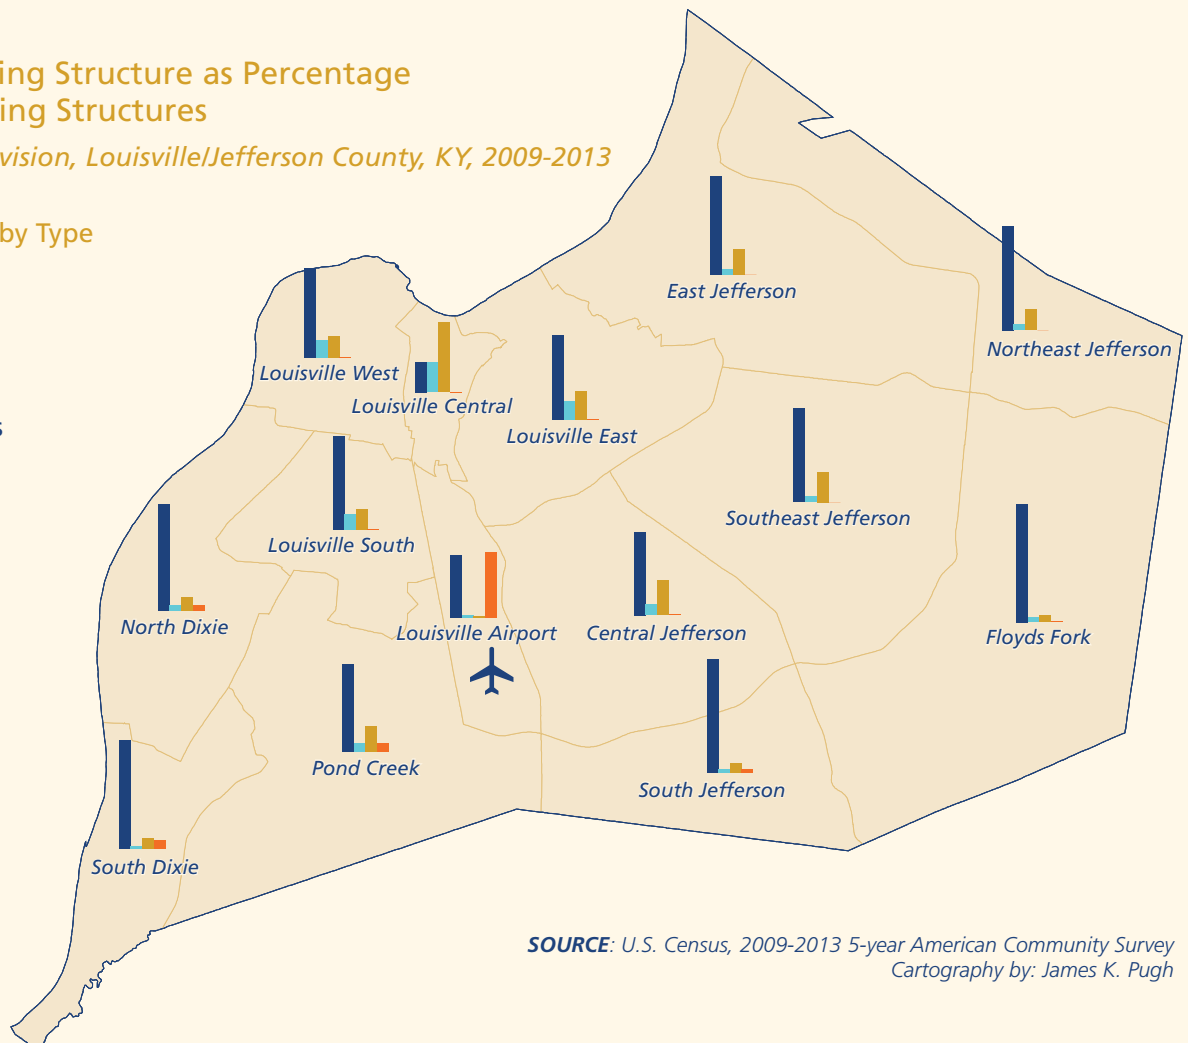 ing Structure as Percentage
ing Structures
vision, Louisville/Jefferson County, KY, 2009-2013
by Type
s
East Jefferson
Northeast Jefferson
Louisville West
Louisville Central
Louisville East
Southeast Jefferson
Louisville South
North Dixie
Louisville Airport
Central Jefferson
Floyds Fork
Pond Creek
South Jefferson
South Dixie
SOURCE: U.S. Census, 2009-2013 5-year American Community Survey
Cartography by: James K. Pugh